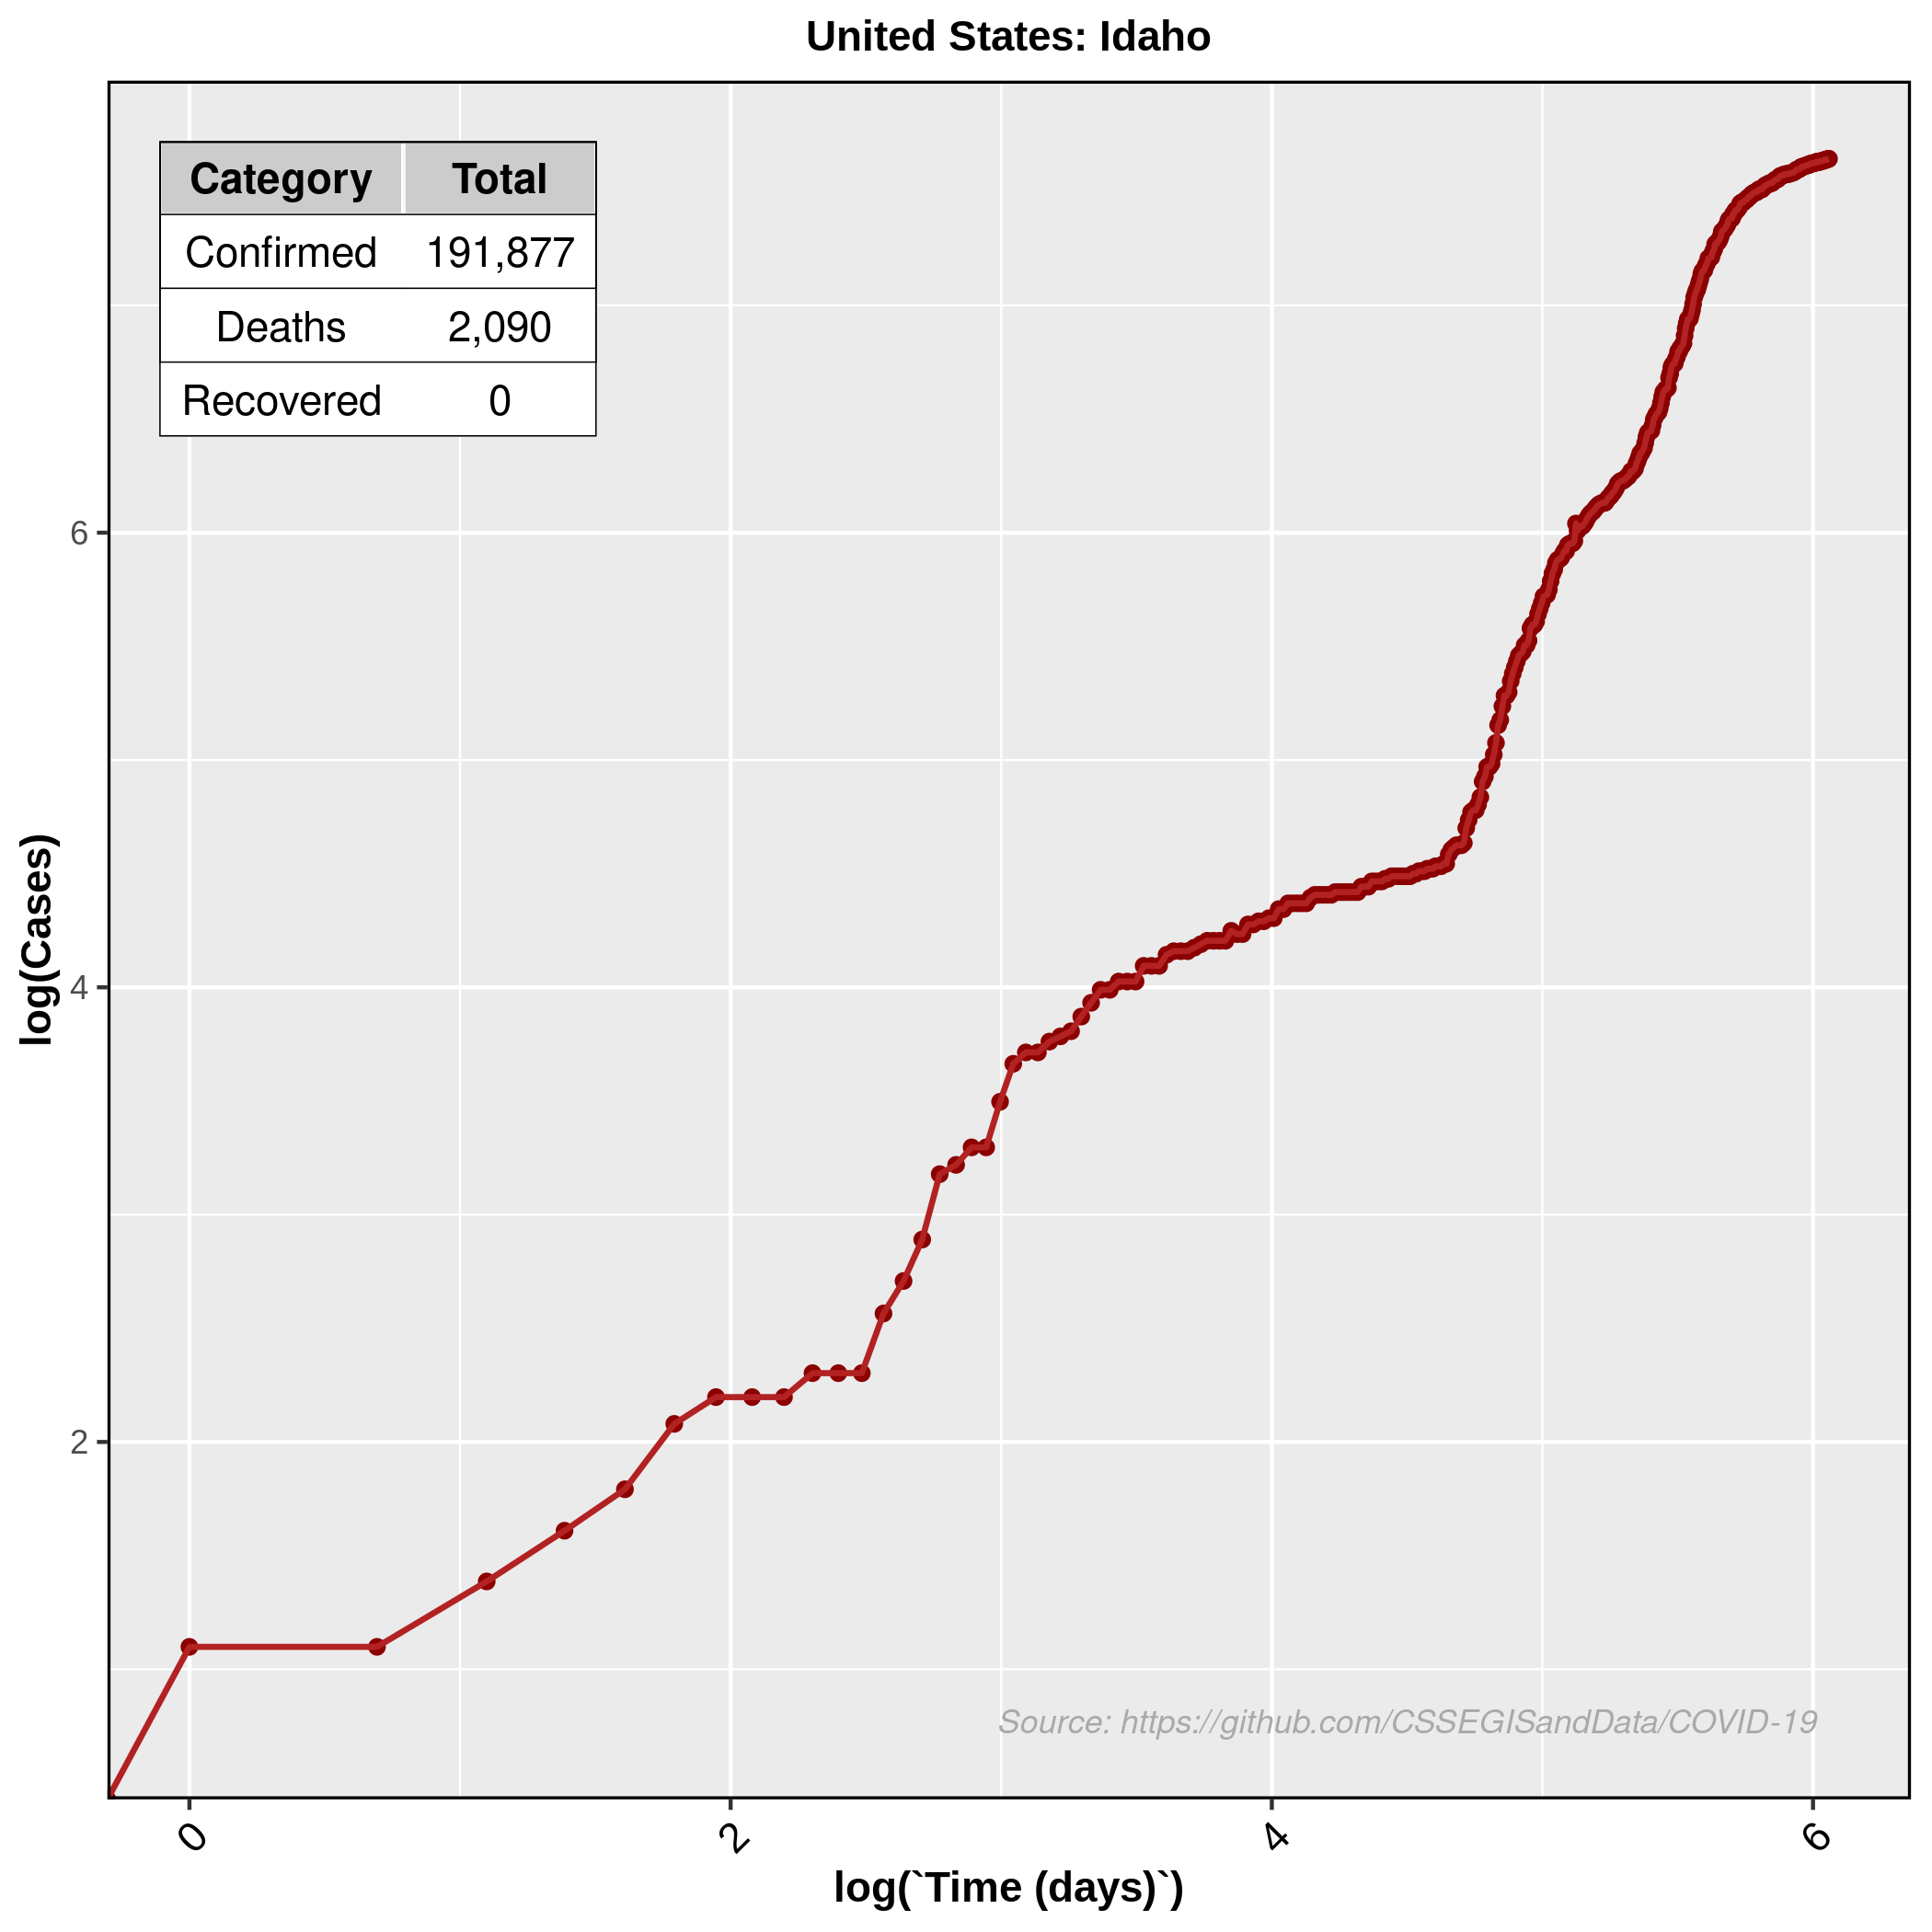 United States: Idaho
Category Total
Confirmed 191,877
Deaths 2,090
Recovered 0
6
4
2
log(Cases)
Source: https://github.com/CSSEGISandData/COVID-19
0 2 4 6
log(`Time (days)`)